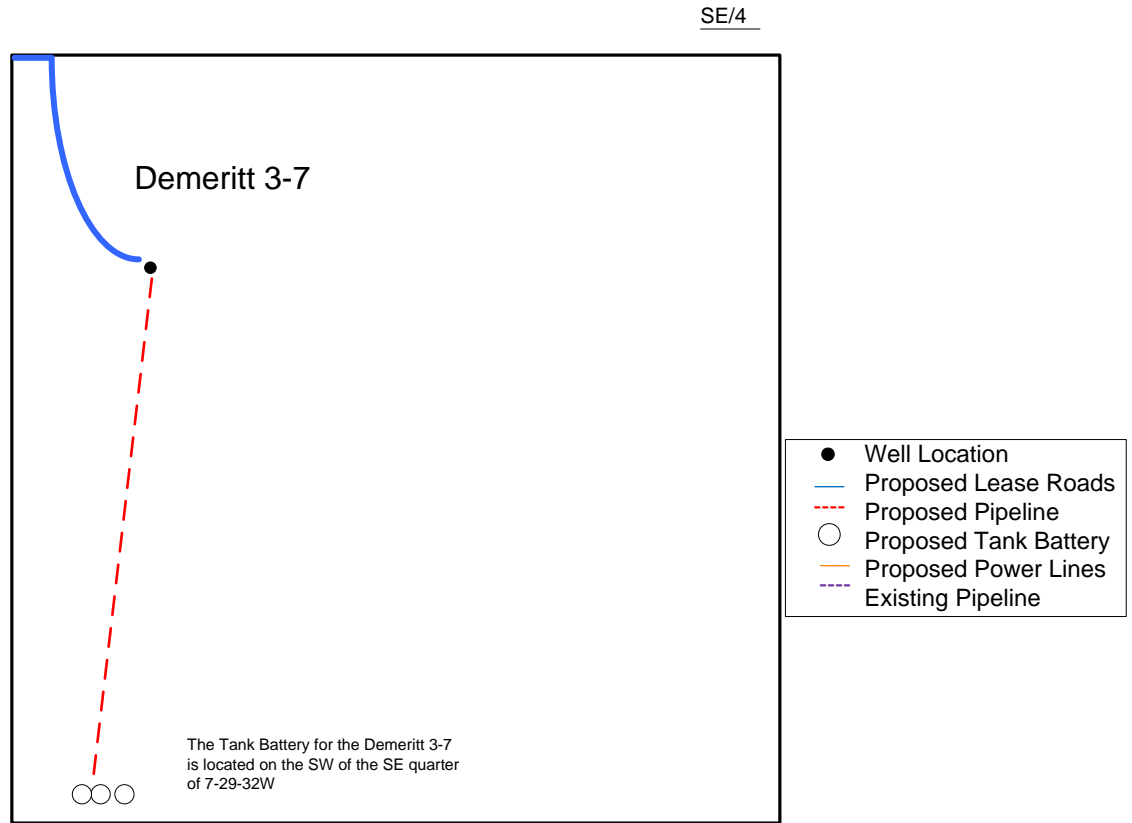 SE/4
Demeritt 3-7
Well Location
Proposed Lease Roads
Proposed Pipeline
Proposed Tank Battery
Proposed Power Lines
Existing Pipeline
The Tank Battery for the Demeritt 3-7
is located on the SW of the SE quarter
of 7-29-32W